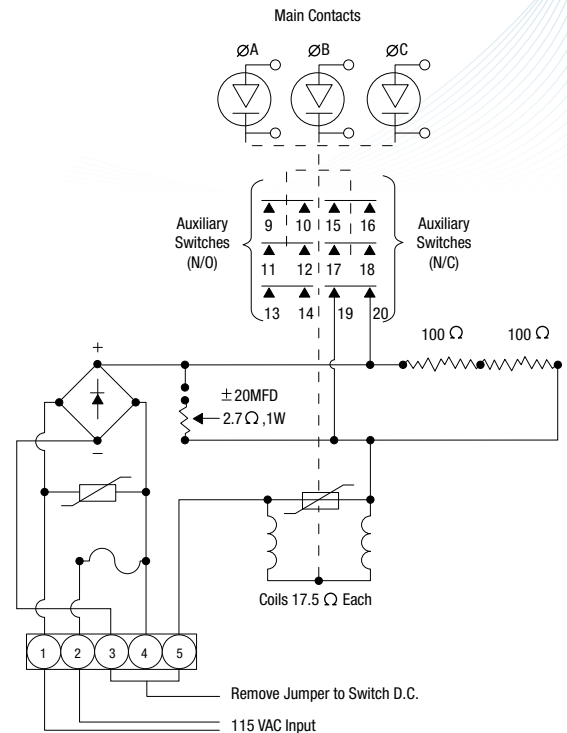 Main Contacts
ØA ØB ØC
Auxiliary
Switches
(N/O)
9 10 15 16
11 12 17 18
13 14 19 20
Auxiliary
Switches
(N/C)
100 Ω 100 Ω
+
±20MFD
2.7 Ω ,1W
–
Coils 17.5 Ω Each
1 2 3 4 5
Remove Jumper to Switch D.C.
115 VAC Input